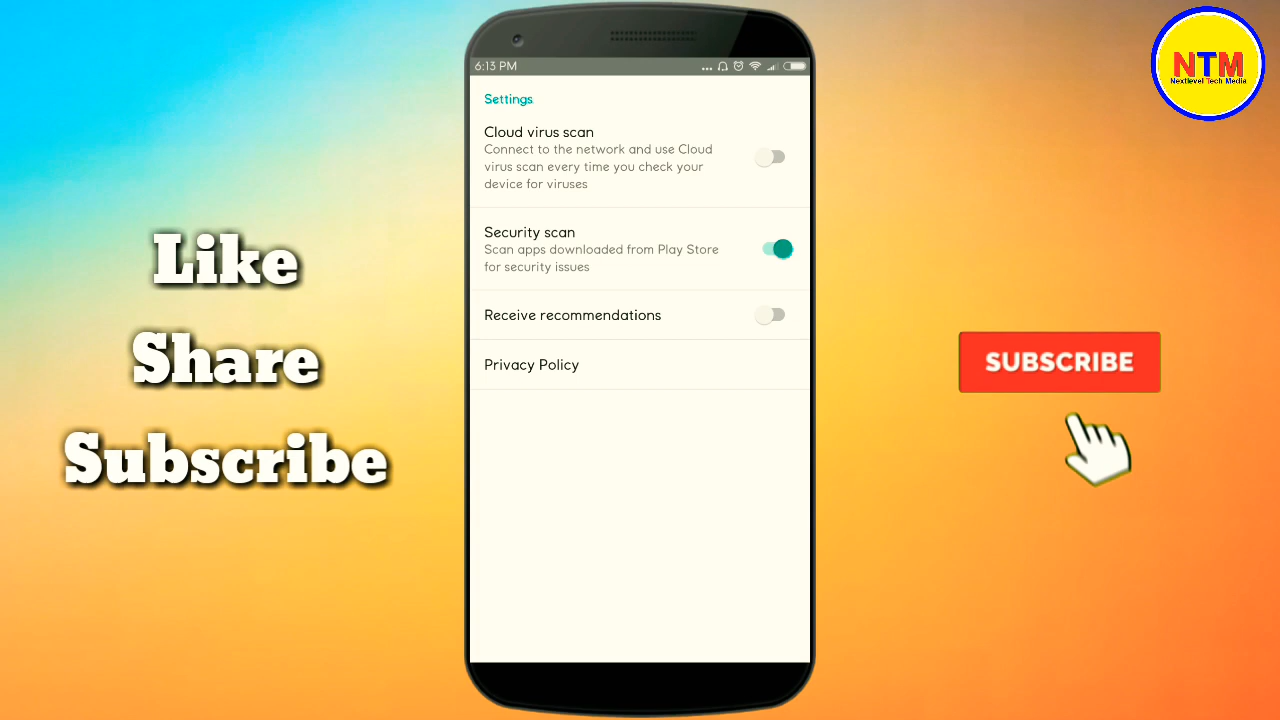 NTM
Nextlevel Tech Media
6:13 PM
Settings
Cloud virus scan
Connect to the network and use Cloud
virus scan every time you check your
device for viruses
Security scan
Scan apps downloaded from Play Store
for security issues
Receive recommendations
Privacy Policy
Like
Share
Subscribe
SUBSCRIBE